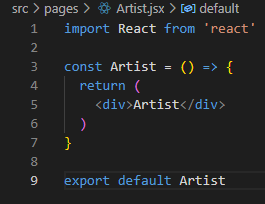 src > pages > Artist.jsx > default
1 import React from 'react'
2
3 const Artist = () => {
4   return (
5     <div>Artist</div>
6   )
7 }
8
9 export default Artist